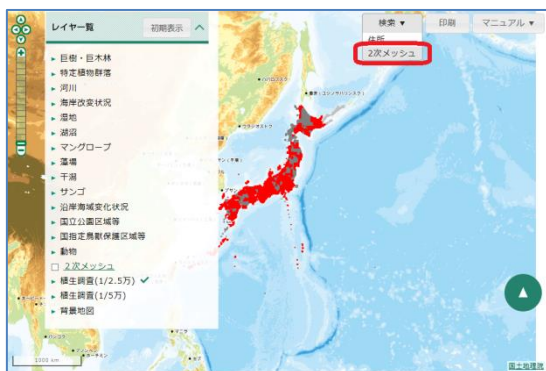 レイヤ一覧
初期表示
巨樹・巨木林
特定植物群落
河川
海岸改変状況
湿地
湖沼
マングローブ
藻場
干潟
サンゴ
沿岸海域変化状況
国立公園区域等
国指定鳥獣保護区域等
動物
2次メッシュ
植生調査(1/2.5万)
植生調査(1/5万)
背景地図
検索 ▼
印刷
マニュアル ▼
住所
2次メッシュ
1000 km
国土地理院